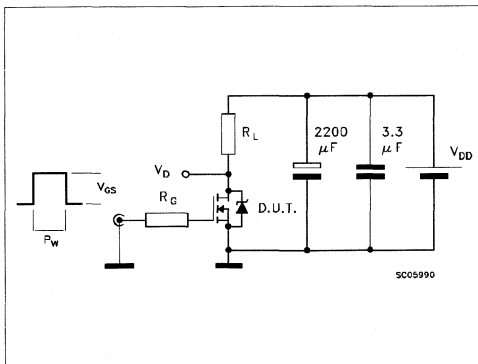 R_L
2200 μF
3.3 μF
V_DD
V_D
V_GS
R_G
D.U.T.
P_W
SC05990